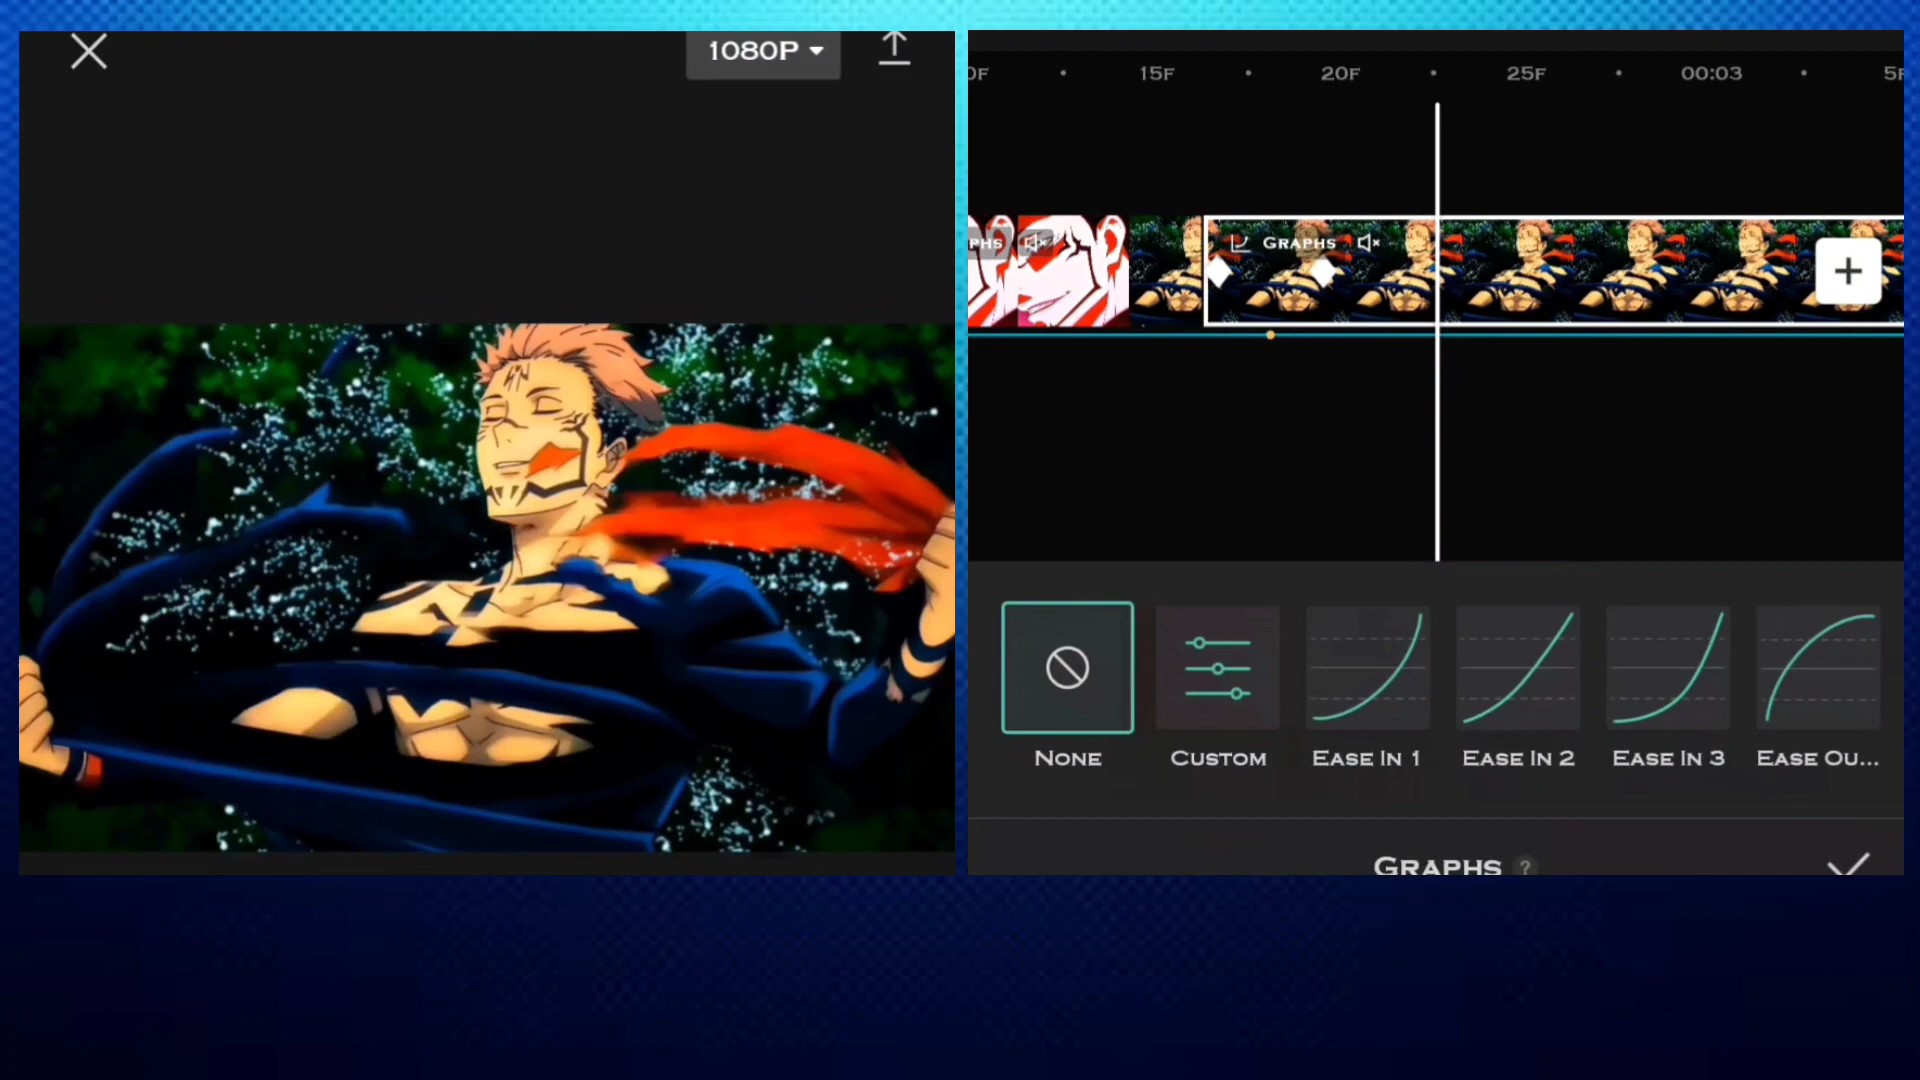 1080P
0F 15F 20F 25F 00:03 5F
PHS GRAPHS
NONE CUSTOM EASE IN 1 EASE IN 2 EASE IN 3 EASE OU...
GRAPHS ?